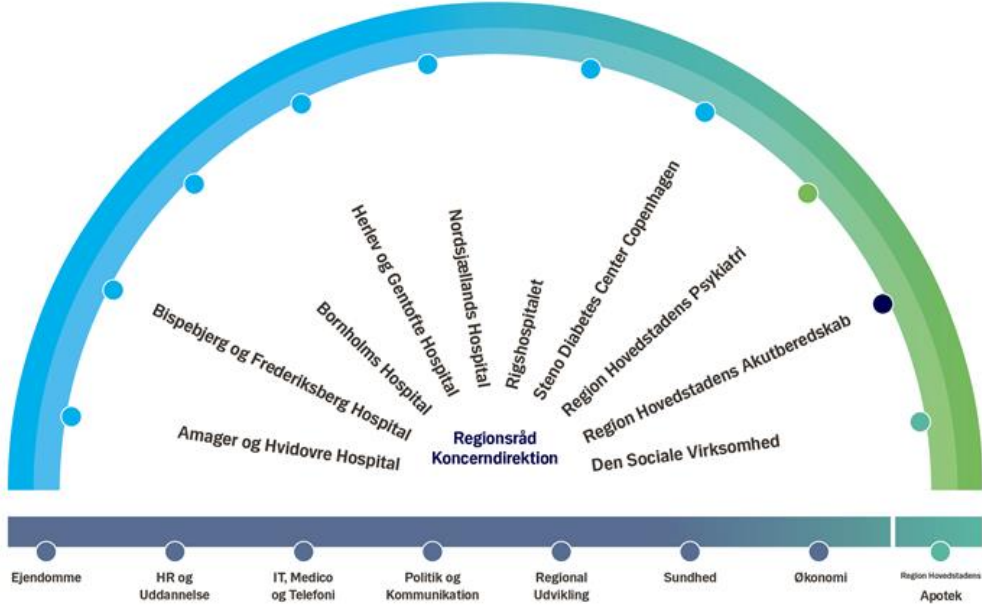 Amager og Hvidovre Hospital
Bispebjerg og Frederiksberg Hospital
Bornholms Hospital
Herlev og Gentofte Hospital
Nordsjællands Hospital
Rigshospitalet
Steno Diabetes Center Copenhagen
Region Hovedstadens Psykiatri
Region Hovedstadens Akutberedskab
Den Sociale Virksomhed
Regionsråd
Koncerndirektion
Ejendomme
HR og
Uddannelse
IT, Medico
og Telefoni
Politik og
Kommunikation
Regional
Udvikling
Sundhed
Økonomi
Region Hovedstadens
Apotek